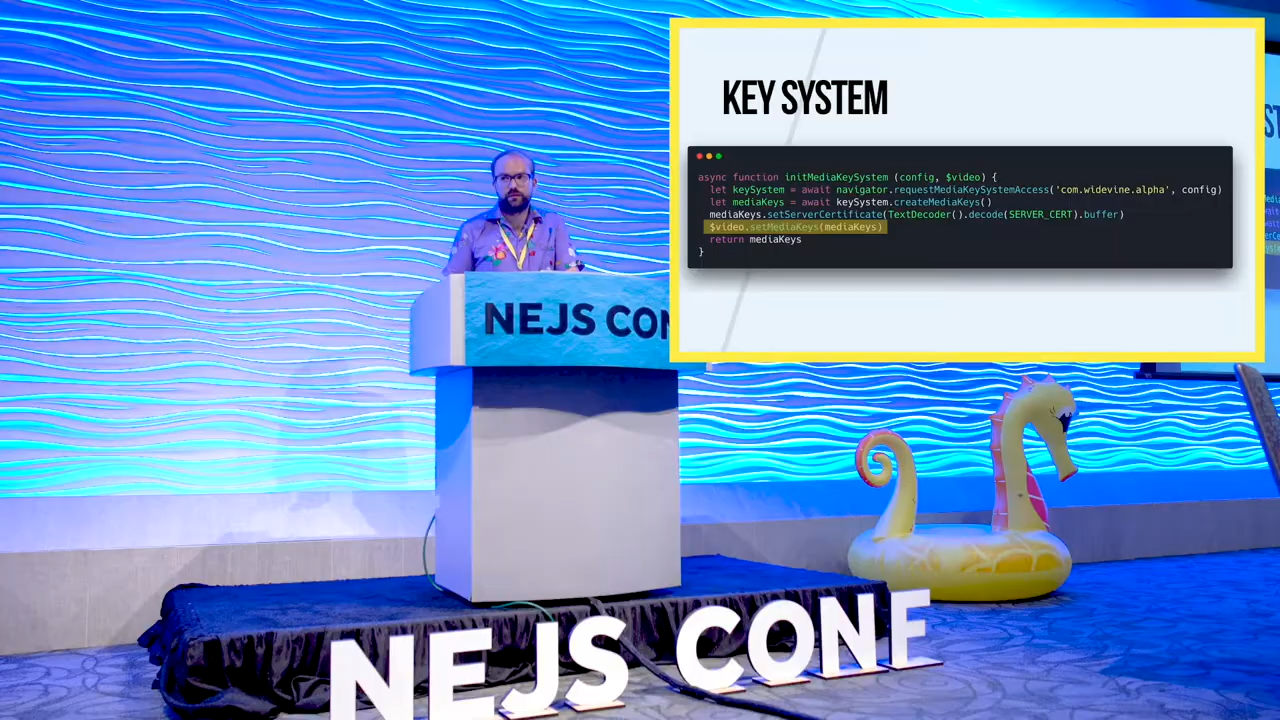 KEY SYSTEM
async function initMediaKeySystem (config, $video) {
let keySystem = await navigator.requestMediaKeySystemAccess('com.widevine.alpha', config)
let mediaKeys = await keySystem.createMediaKeys()
mediaKeys.setServerCertificate(TextDecoder().decode(SERVER_CERT).buffer)
$video.setMediaKeys(mediaKeys)
return mediaKeys
}
NEJS CON
NEJS CONF